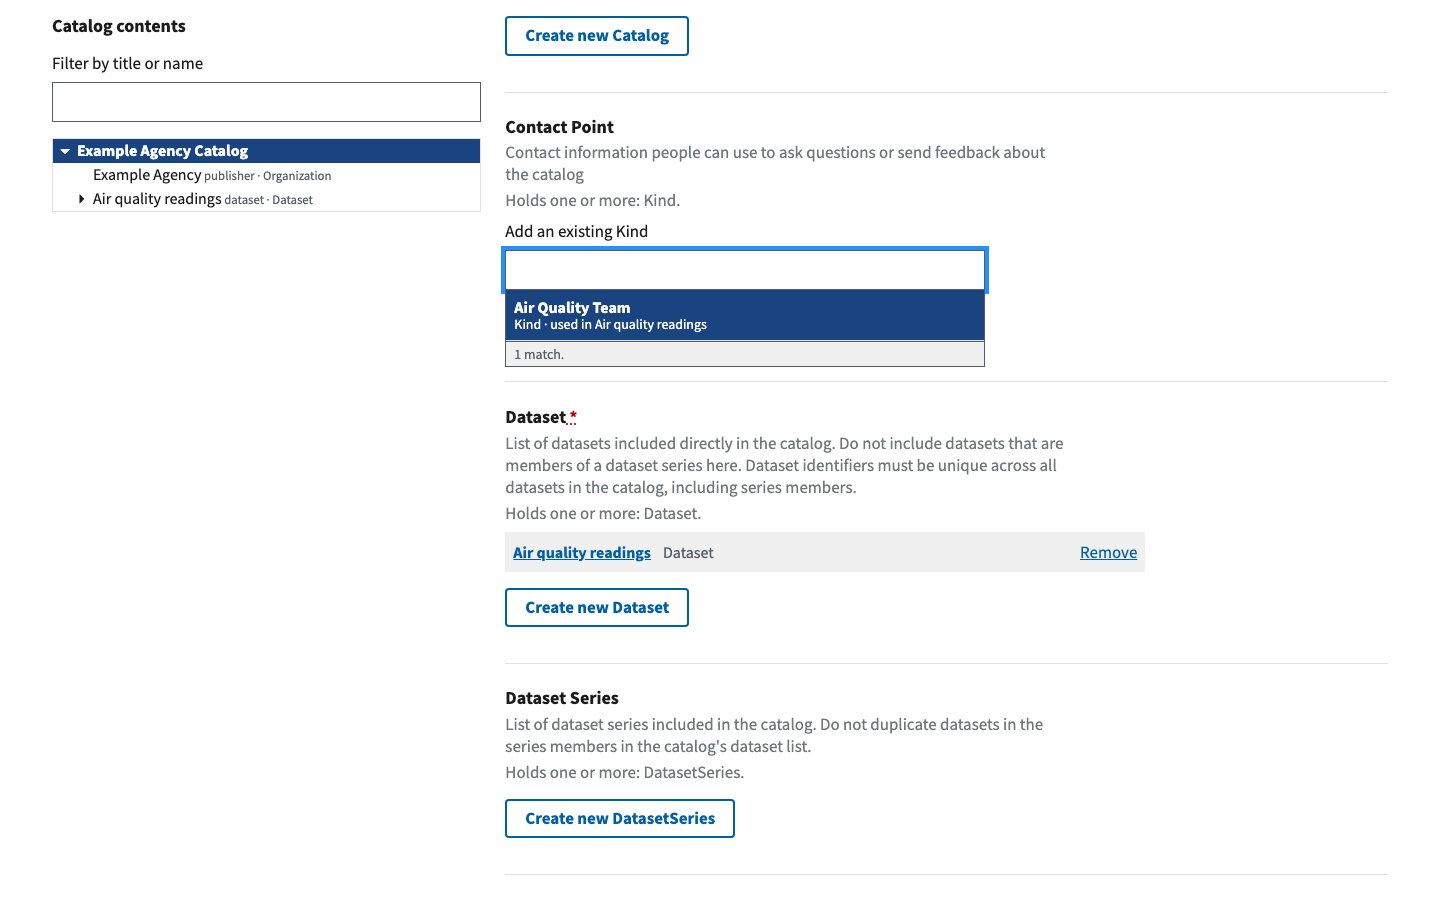 Catalog contents
Filter by title or name
Example Agency Catalog
Example Agency publisher · Organization
Air quality readings dataset · Dataset
Create new Catalog
Contact Point
Contact information people can use to ask questions or send feedback about
the catalog
Holds one or more: Kind.
Add an existing Kind
Air Quality Team
Kind · used in Air quality readings
1 match.
Dataset *
List of datasets included directly in the catalog. Do not include datasets that are
members of a dataset series here. Dataset identifiers must be unique across all
datasets in the catalog, including series members.
Holds one or more: Dataset.
Air quality readings Dataset Remove
Create new Dataset
Dataset Series
List of dataset series included in the catalog. Do not duplicate datasets in the
series members in the catalog's dataset list.
Holds one or more: DatasetSeries.
Create new DatasetSeries